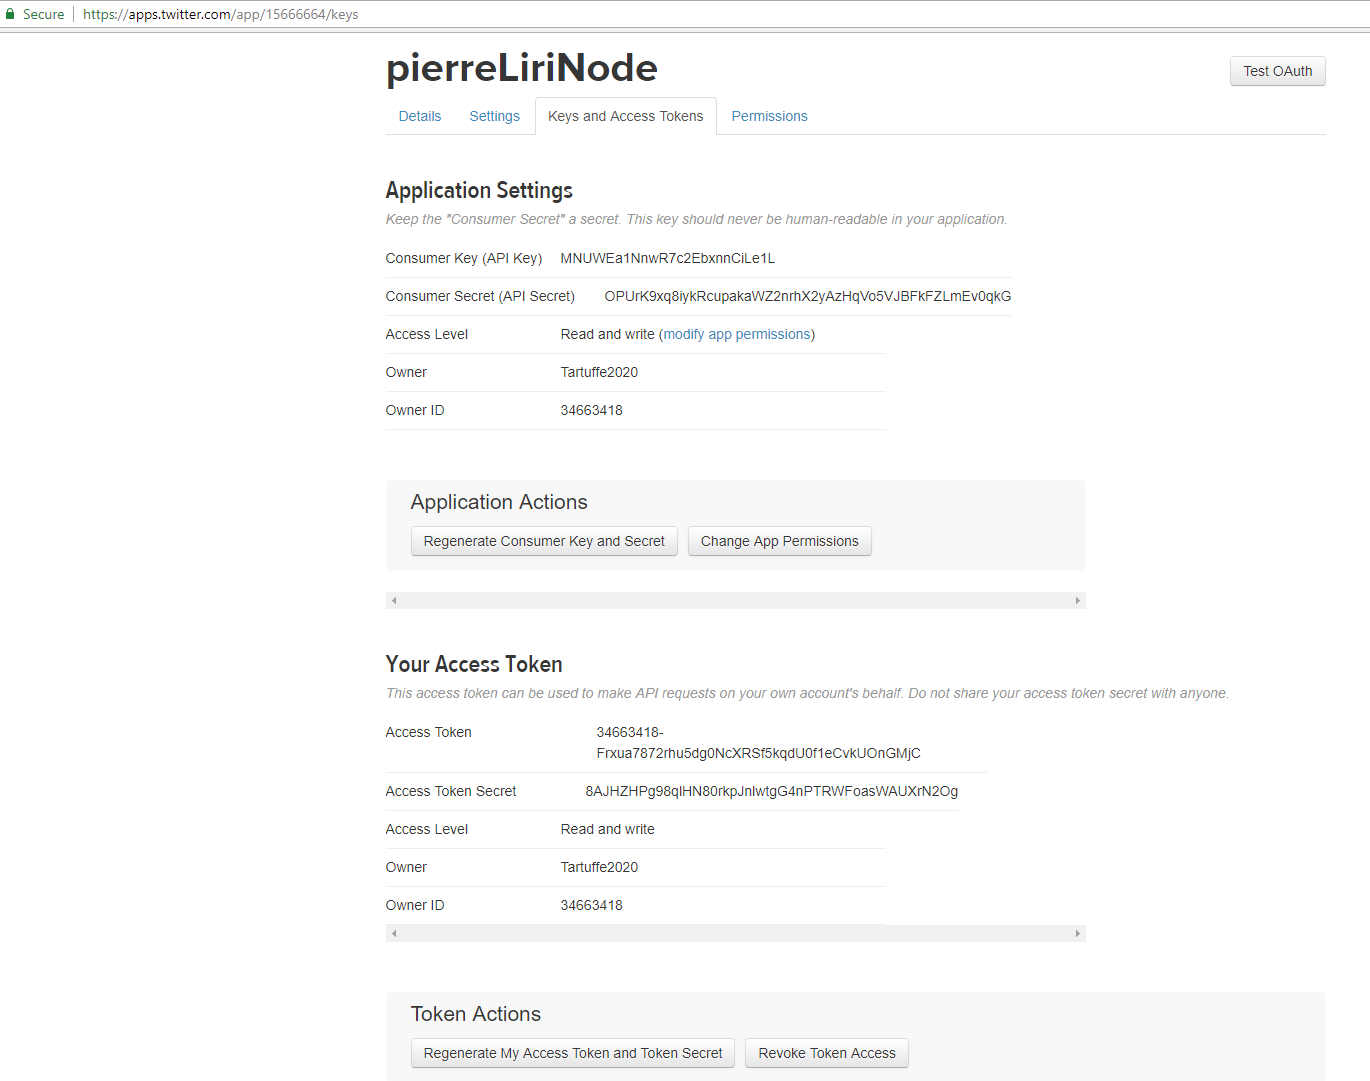 Secure https://apps.twitter.com/app/15666664/keys
pierreLiriNode
Test OAuth
Details Settings Keys and Access Tokens Permissions
Application Settings
Keep the "Consumer Secret" a secret. This key should never be human-readable in your application.
Consumer Key (API Key) MNUWEa1NnwR7c2EbxnnCiLe1L
Consumer Secret (API Secret) OPUrK9xq8iykRcupakaWZ2nrhX2yAzHqVo5VJBFkFZLmEv0qkG
Access Level Read and write (modify app permissions)
Owner Tartuffe2020
Owner ID 34663418
Application Actions
Regenerate Consumer Key and Secret Change App Permissions
Your Access Token
This access token can be used to make API requests on your own account's behalf. Do not share your access token secret with anyone.
Access Token 34663418-
Frxua7872rhu5dg0NcXRSf5kqdU0f1eCvkUOnGMjC
Access Token Secret
Access Level Read and write
Owner Tartuffe2020
Owner ID 34663418
Token Actions
Regenerate My Access Token and Token Secret Revoke Token Access